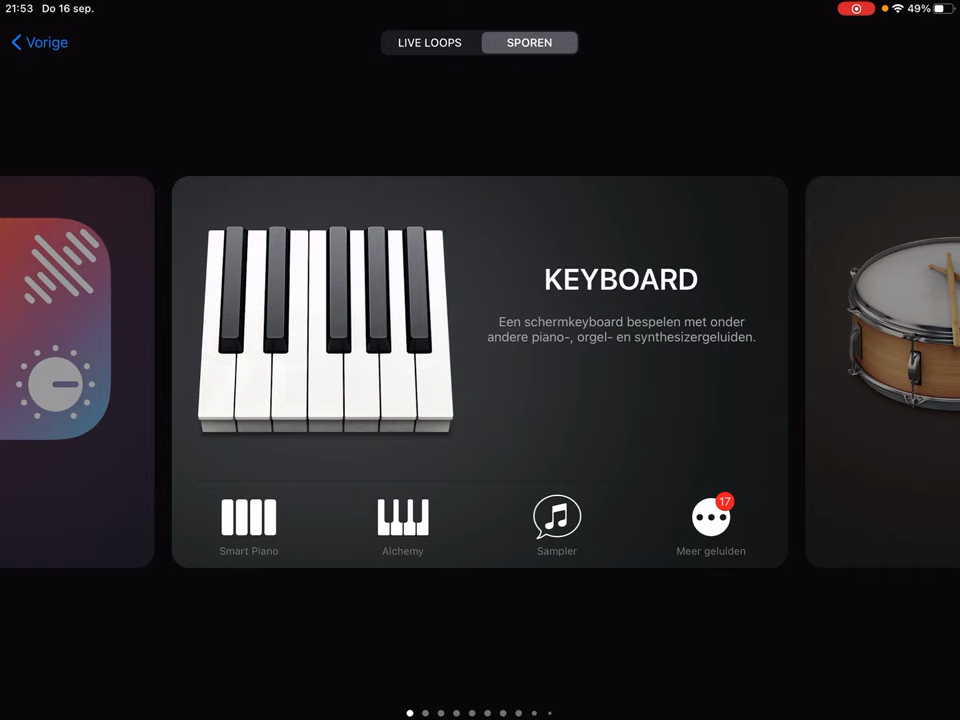 21:53 Do 16 sep.
49%
Vorige
LIVE LOOPS
SPOREN
KEYBOARD
Een schermkeyboard bespelen met onder
andere piano-, orgel- en synthesizergeluiden.
17
Smart Piano
Alchemy
Sampler
Meer geluiden